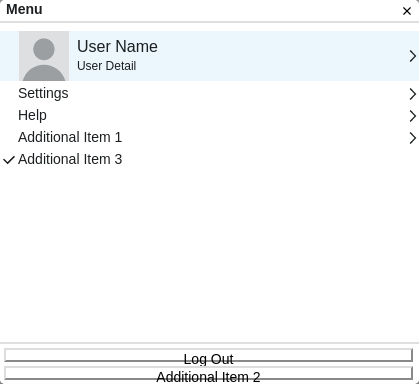 Menu
User Name
User Detail
Settings
Help
Additional Item 1
Additional Item 3
Log Out
Additional Item 2